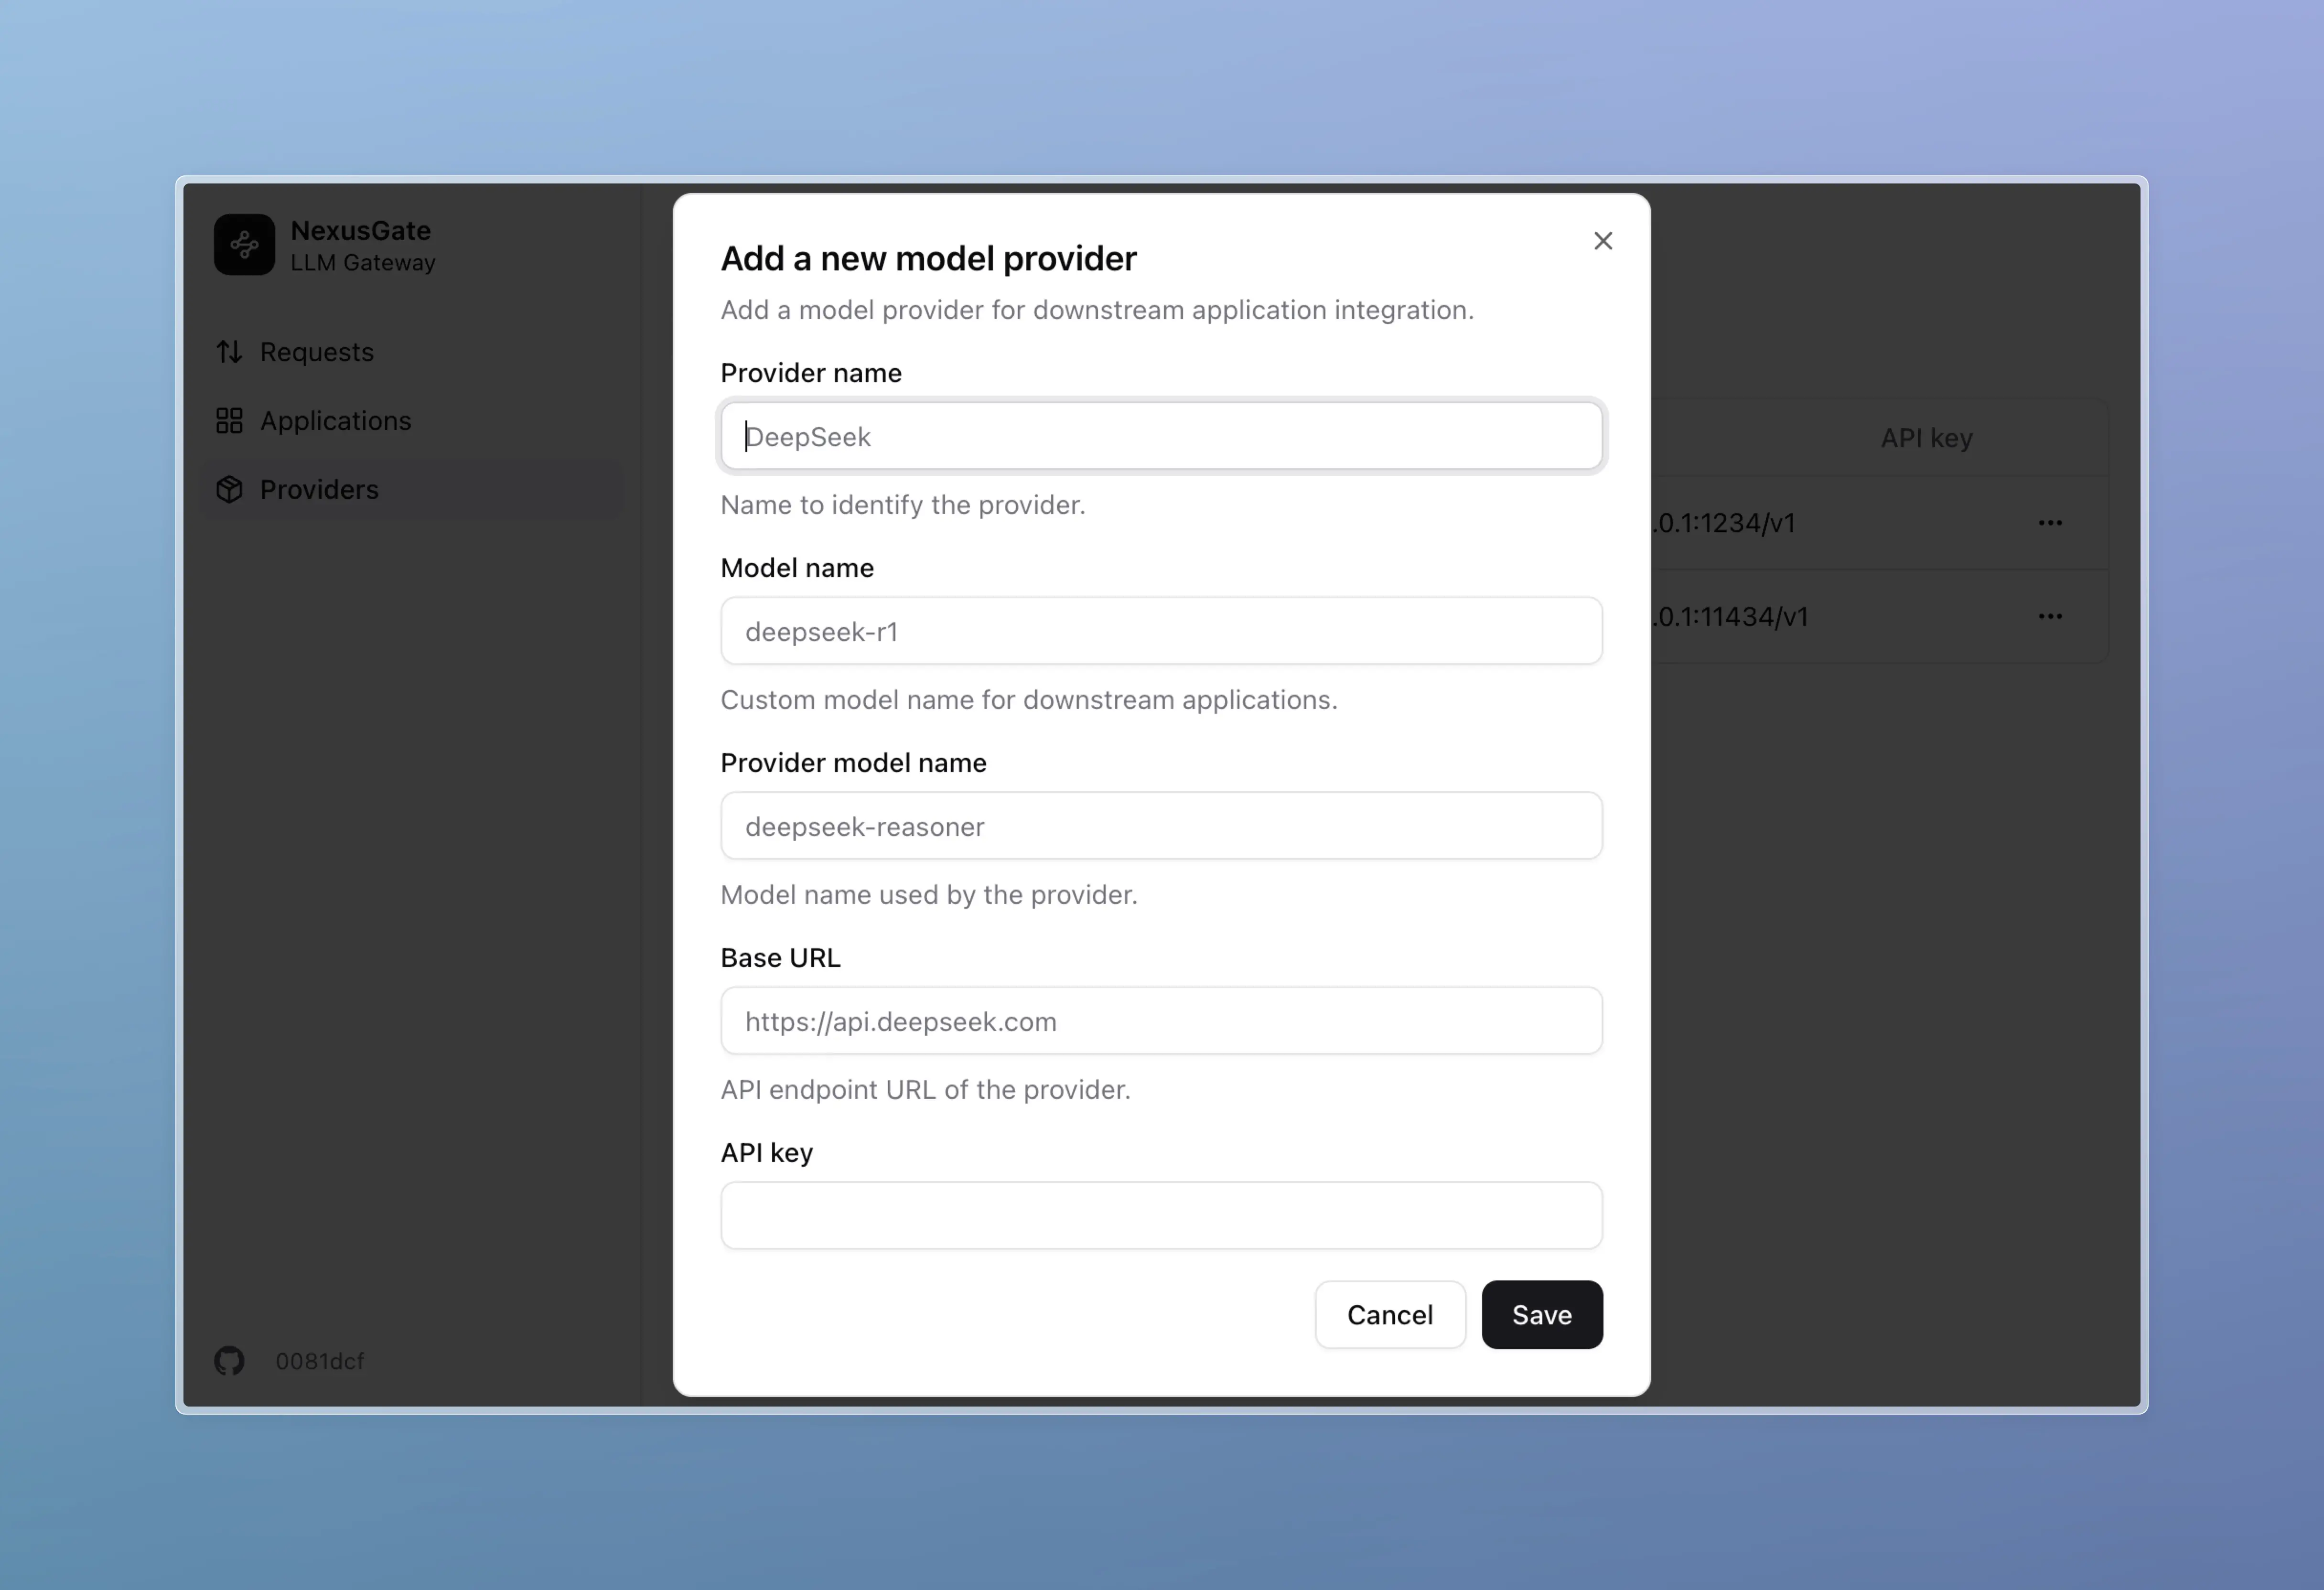 NexusGate
LLM Gateway
Requests
Applications
Providers
0081dcf
Add a new model provider
Add a model provider for downstream application integration.
Provider name
DeepSeek
Name to identify the provider.
Model name
deepseek-r1
Custom model name for downstream applications.
Provider model name
deepseek-reasoner
Model name used by the provider.
Base URL
https://api.deepseek.com
API endpoint URL of the provider.
API key
Cancel
Save
API key
.0.1:1234/v1
.0.1:11434/v1